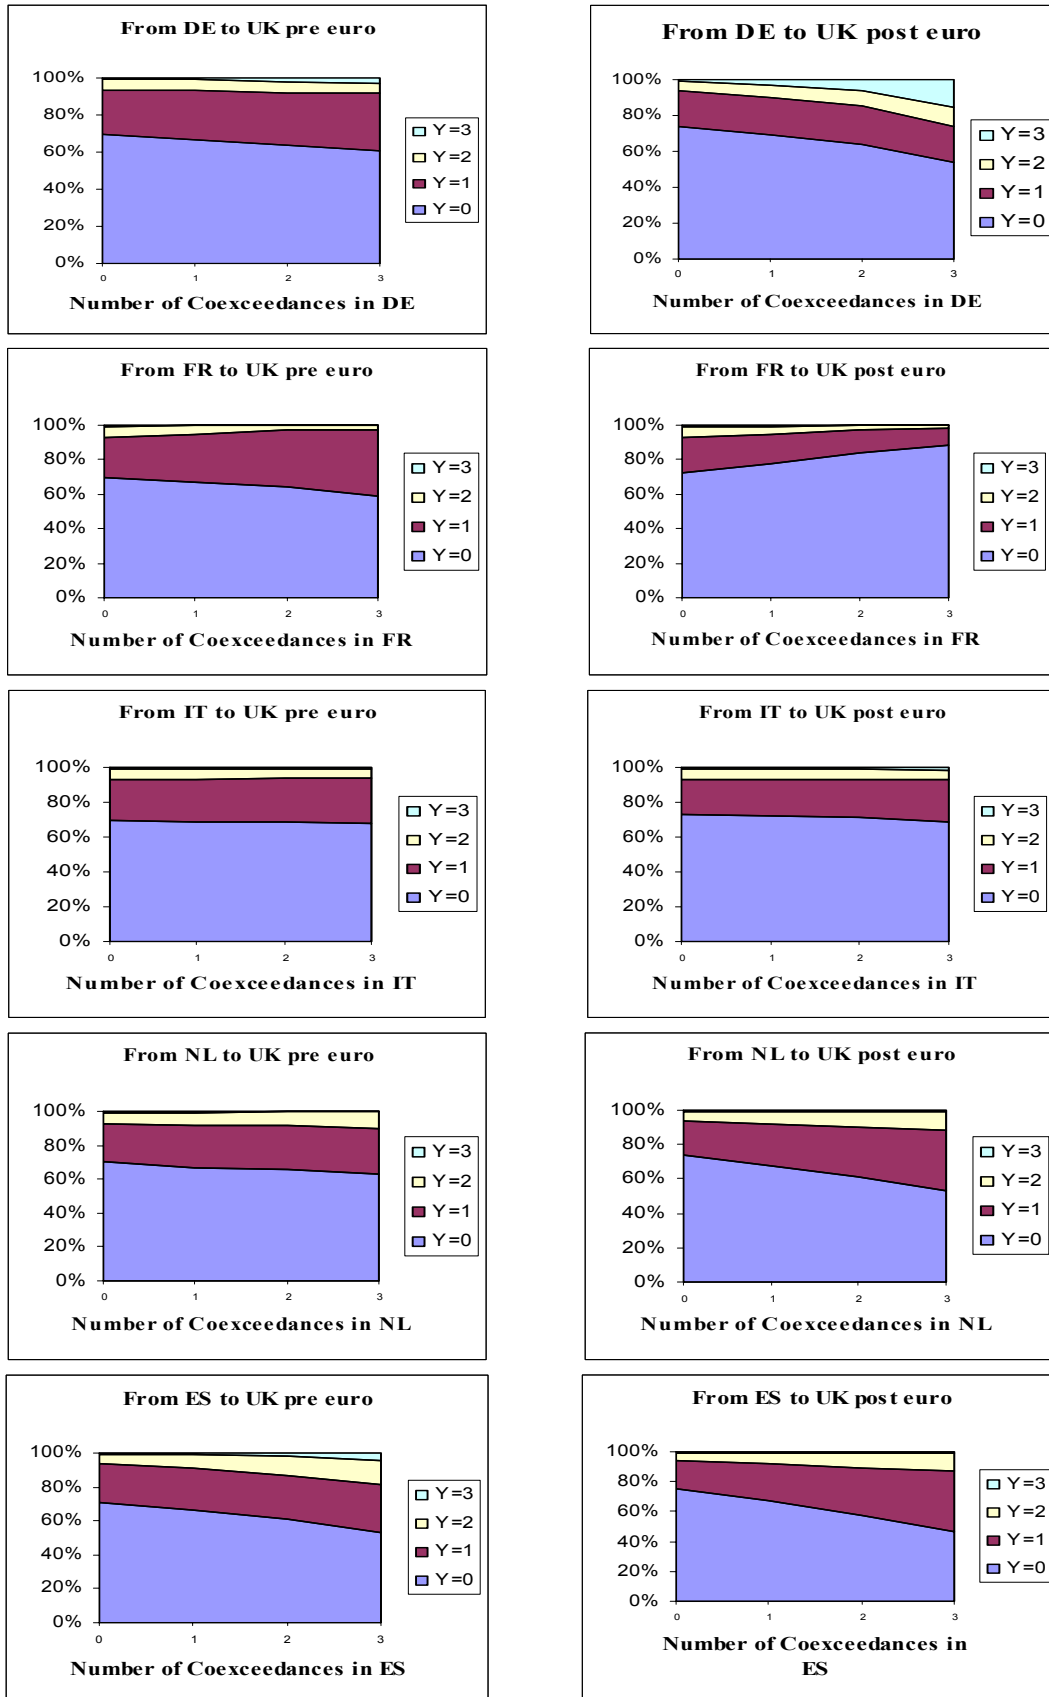 From DE to UK pre euro
100%
80%
60%
40%
20%
0%
0 1 2 3
Number of Coexceedances in DE
Y=3
Y=2
Y=1
Y=0
From DE to UK post euro
100%
80%
60%
40%
20%
0%
0 1 2 3
Number of Coexceedances in DE
Y=3
Y=2
Y=1
Y=0
From FR to UK pre euro
100%
80%
60%
40%
20%
0%
0 1 2 3
Number of Coexceedances in FR
Y=3
Y=2
Y=1
Y=0
From FR to UK post euro
100%
80%
60%
40%
20%
0%
0 1 2 3
Number of Coexceedances in FR
Y=3
Y=2
Y=1
Y=0
From IT to UK pre euro
100%
80%
60%
40%
20%
0%
0 1 2 3
Number of Coexceedances in IT
Y=3
Y=2
Y=1
Y=0
From IT to UK post euro
100%
80%
60%
40%
20%
0%
0 1 2 3
Number of Coexceedances in IT
Y=3
Y=2
Y=1
Y=0
From NL to UK pre euro
100%
80%
60%
40%
20%
0%
0 1 2 3
Number of Coexceedances in NL
Y=3
Y=2
Y=1
Y=0
From NL to UK post euro
100%
80%
60%
40%
20%
0%
0 1 2 3
Number of Coexceedances in NL
Y=3
Y=2
Y=1
Y=0
From ES to UK pre euro
100%
80%
60%
40%
20%
0%
0 1 2 3
Number of Coexceedances in ES
Y=3
Y=2
Y=1
Y=0
From ES to UK post euro
100%
80%
60%
40%
20%
0%
0 1 2 3
Number of Coexceedances in
ES
Y=3
Y=2
Y=1
Y=0